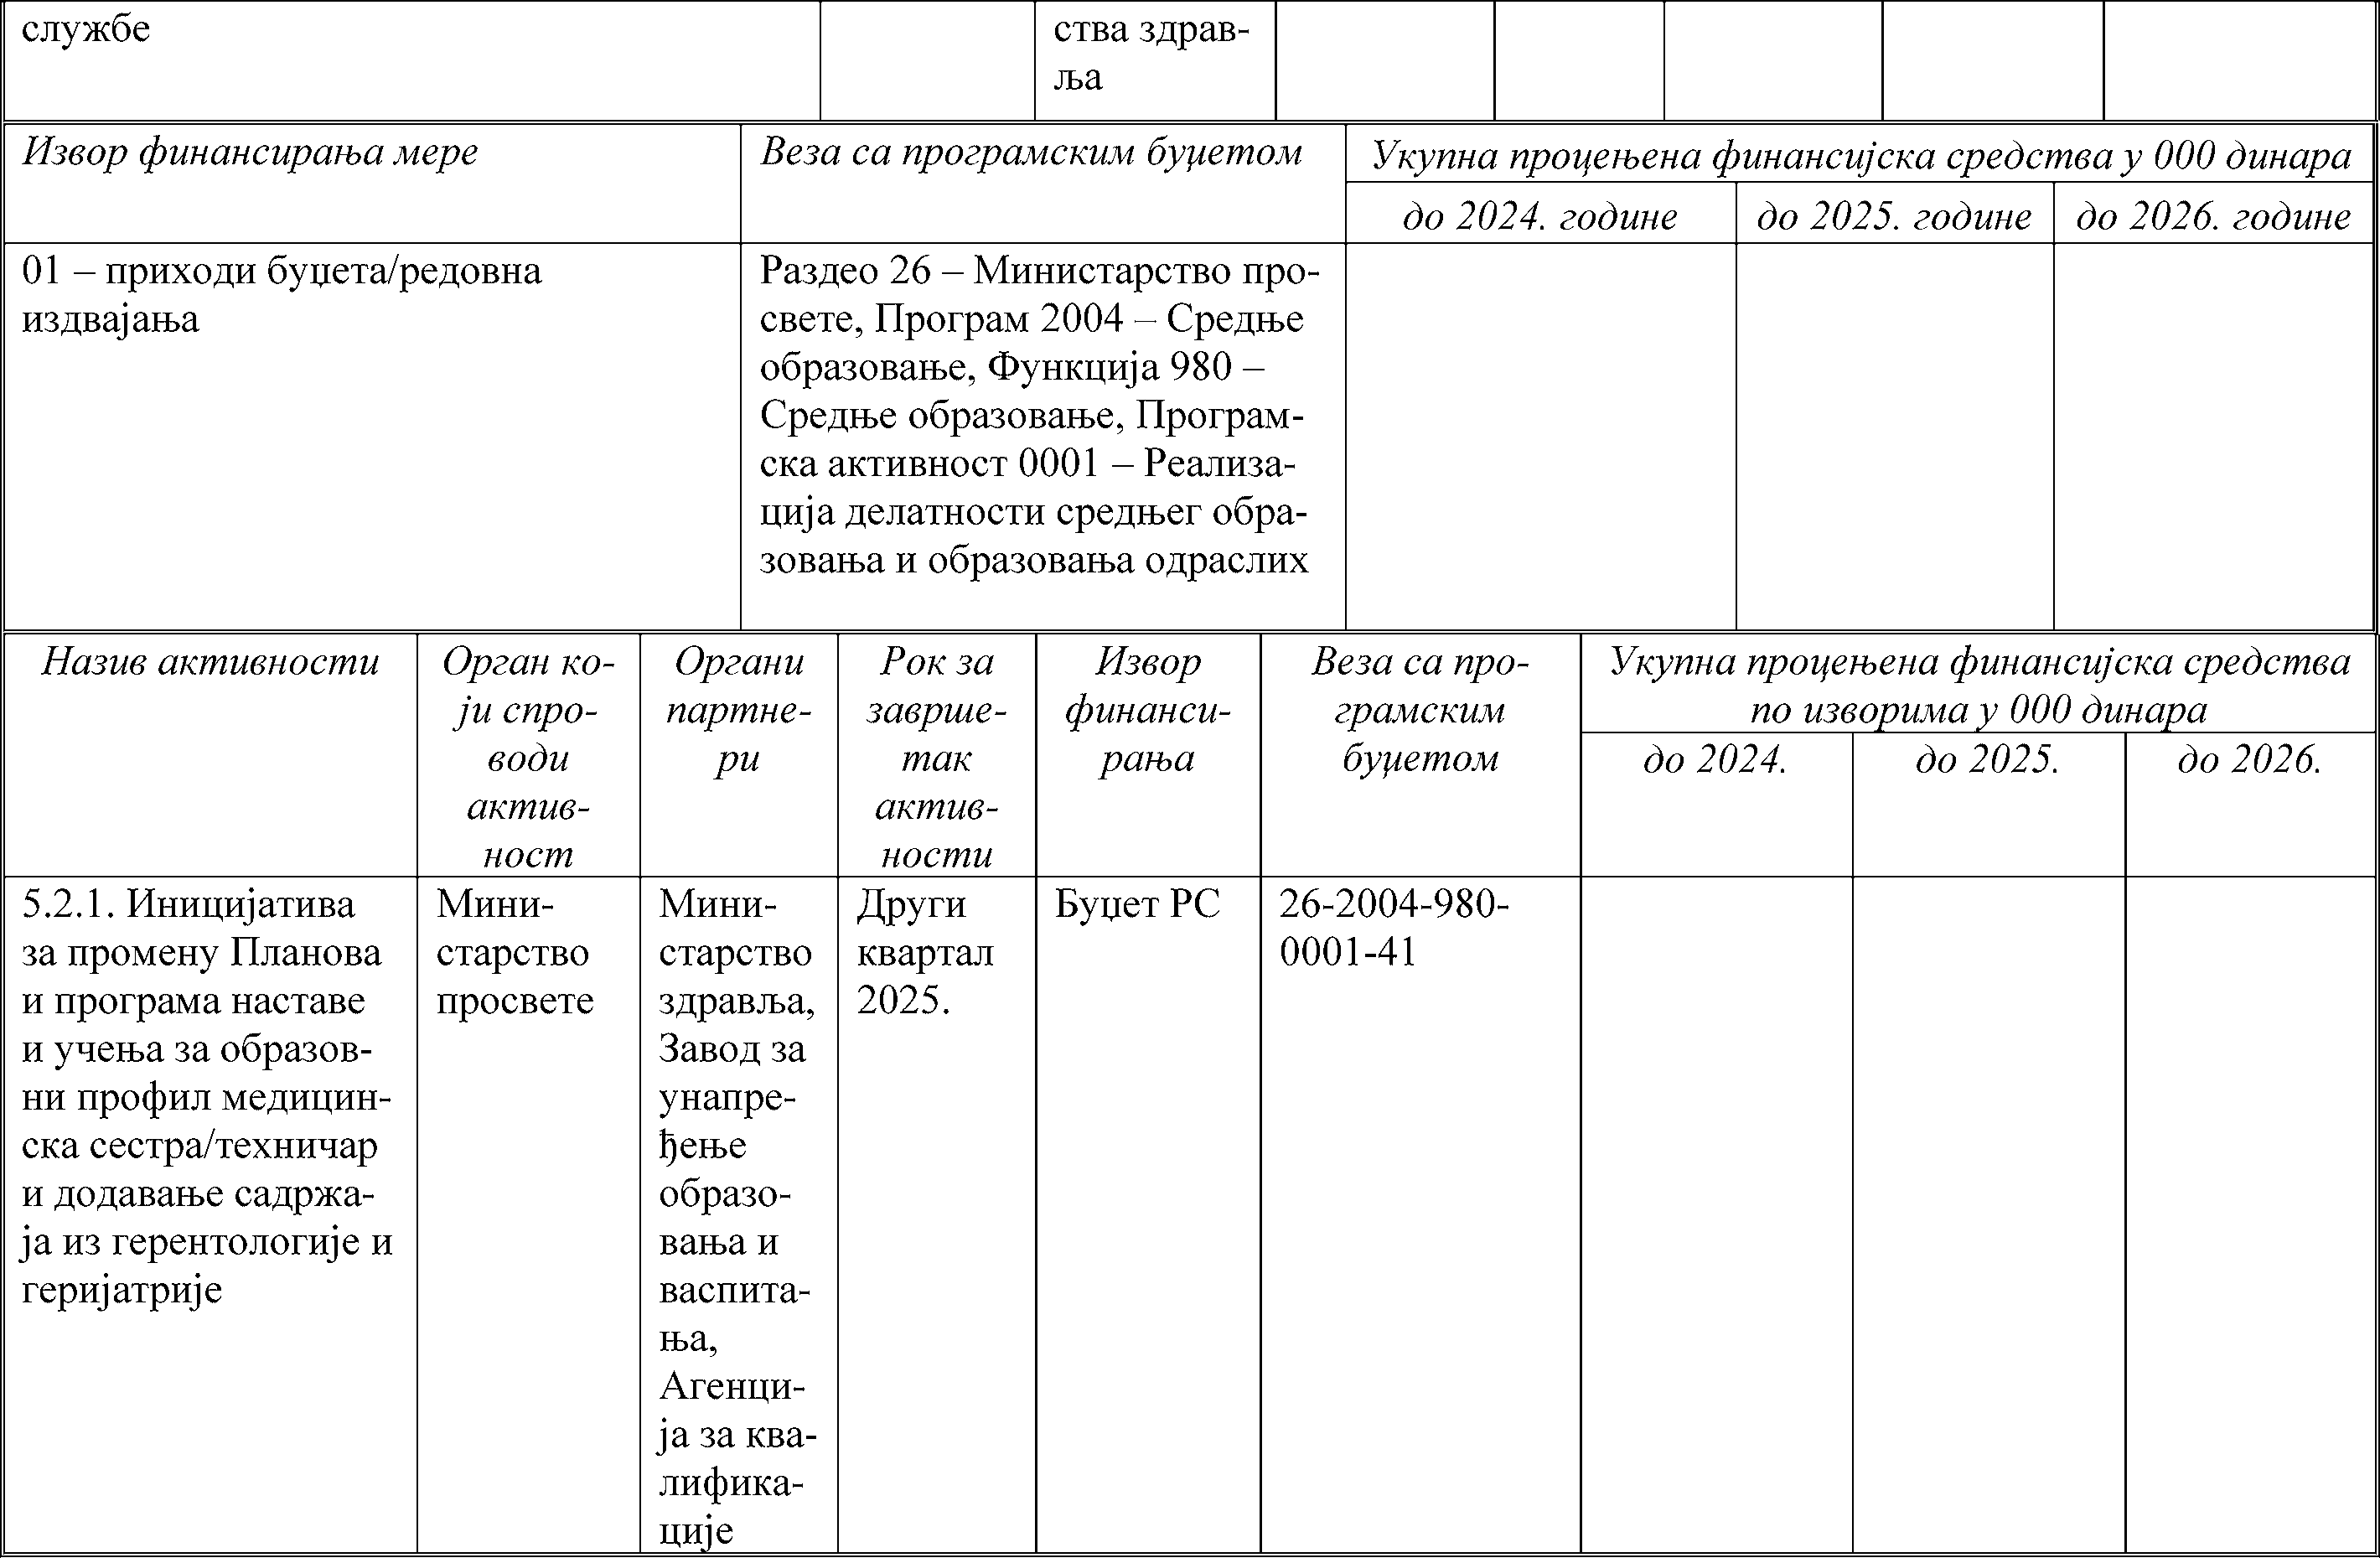 службе
ства здрав-
ља
Извор финансирања мере
Веза са програмским буџетом
Укупна процењена финансијска средства у 000 динара
до 2024. године
до 2025. године
до 2026. године
01 – приходи буџета/редовна
издвајања
Раздео 26 – Министарство про-
свете, Програм 2004 – Средње
образовање, Функција 980 –
Средње образовање, Програм-
ска активност 0001 – Реализа-
ција делатности средњег обра-
зовања и образовања одраслих
Назив активности
Орган ко-
ји спро-
води
актив-
ност
Органи
партне-
ри
Рок за
заврше-
так
актив-
ности
Извор
финанси-
рања
Веза са про-
грамским
буџетом
Укупна процењена финансијска средства
по изворима у 000 динара
до 2024.
до 2025.
до 2026.
5.2.1. Иницијатива
за промену Планова
и програма наставе
и учења за образов-
ни профил медицин-
ска сестра/техничар
и додавање садржа-
ја из герентологије и
геријатрије
Мини-
старство
просвете
Мини-
старство
здравља,
Завод за
унапре-
ђење
образо-
вања и
васпита-
ња,
Агенци-
ја за ква-
лифика-
ције
Други
квартал
2025.
Буџет РС
26-2004-980-
0001-41